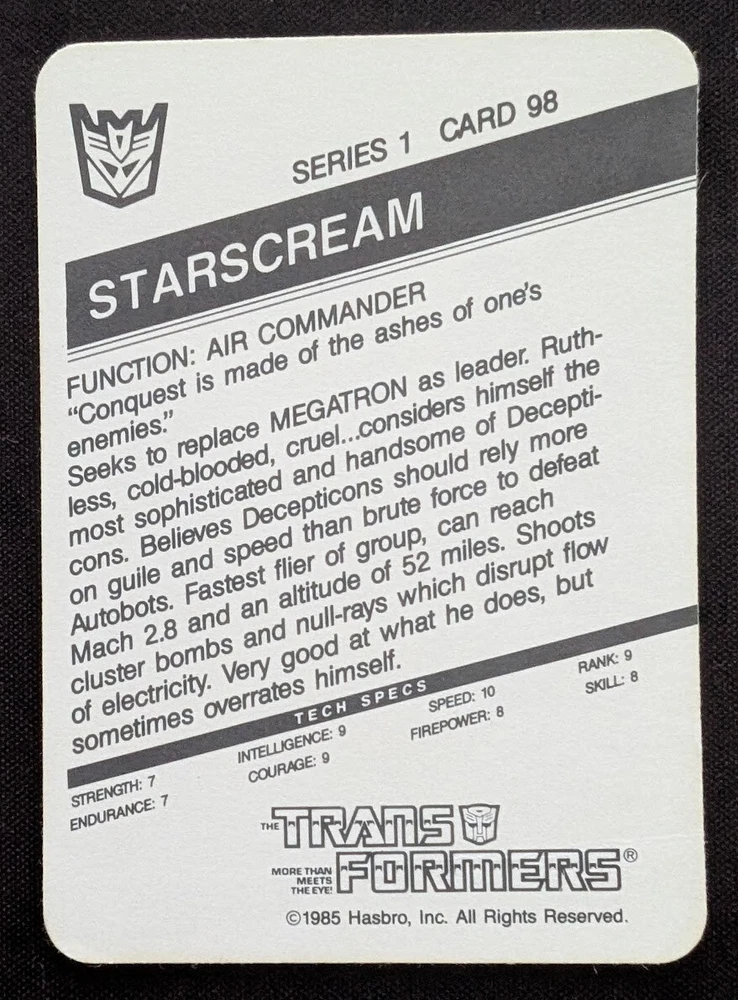 SERIES 1 CARD 98
STARSCREAM
FUNCTION: AIR COMMANDER
“Conquest is made of the ashes of one's
enemies.”
Seeks to replace MEGATRON as leader. Ruth-
less, cold-blooded, cruel...considers himself the
most sophisticated and handsome of Decepti-
cons. Believes Decepticons should rely more
on guile and speed than brute force to defeat
Autobots. Fastest flier of group, can reach
Mach 2.8 and an altitude of 52 miles. Shoots
cluster bombs and null-rays which disrupt flow
of electricity. Very good at what he does, but
sometimes overrates himself.
TECH SPECS
STRENGTH: 7 INTELLIGENCE: 9 SPEED: 10 RANK: 9
ENDURANCE: 7 COURAGE: 9 FIREPOWER: 8 SKILL: 8
THE TRANS
MORE THAN
MEETS
THE EYE!
FORMERS®
©1985 Hasbro, Inc. All Rights Reserved.